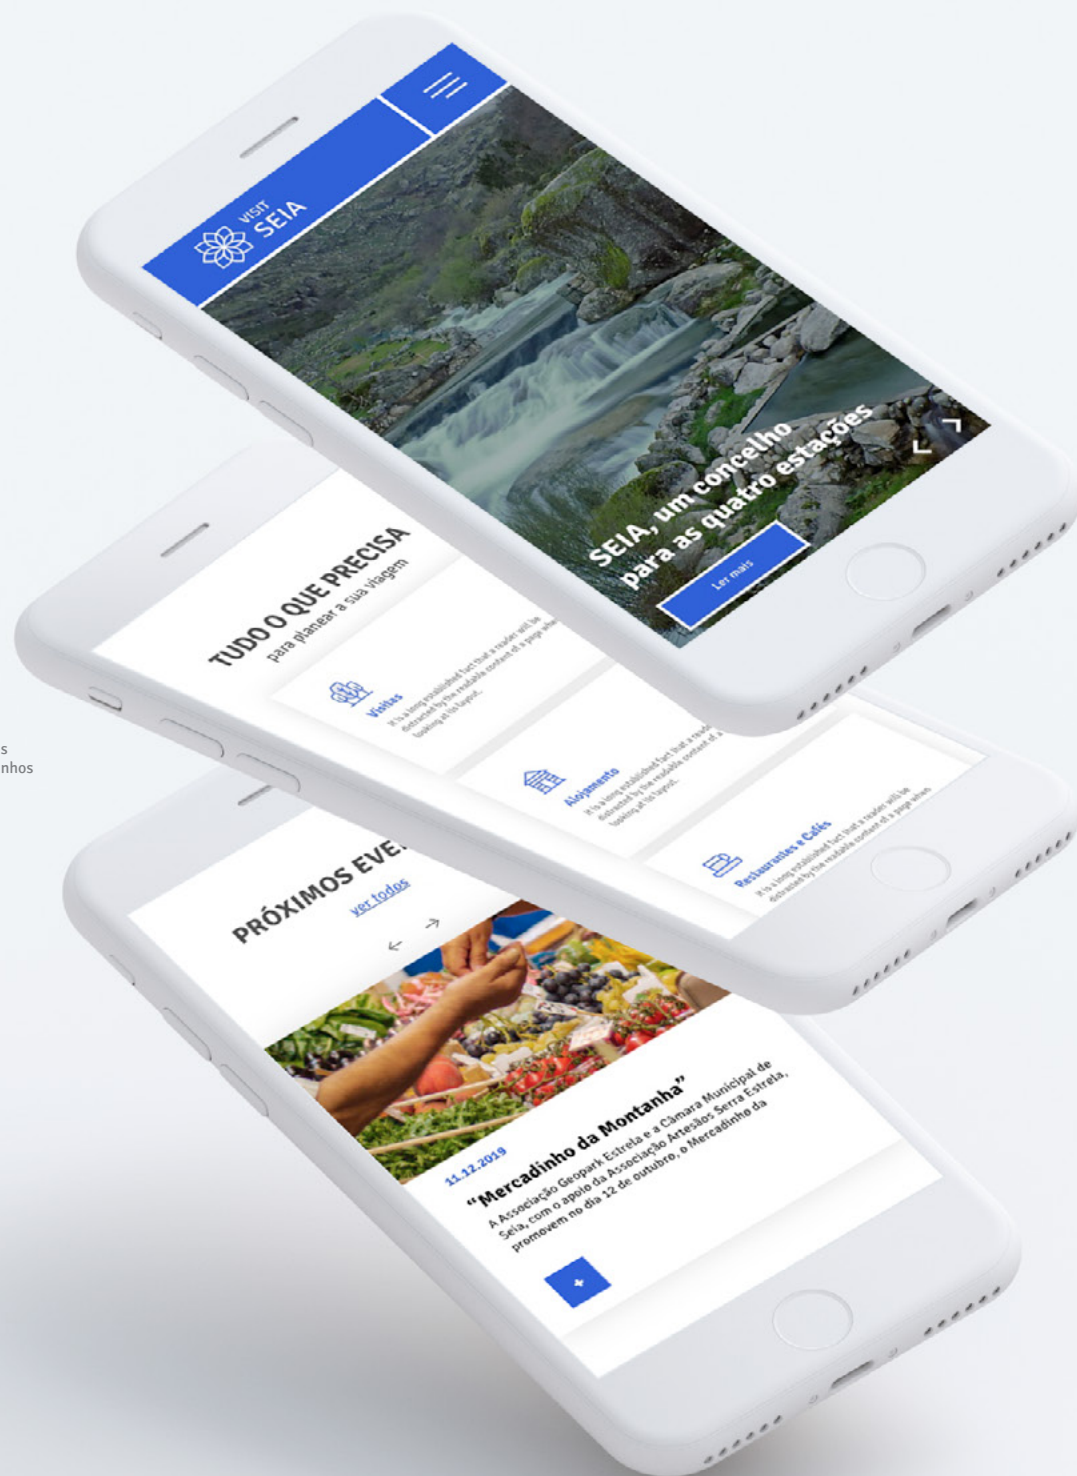 VISIT
SEIA
SEIA, um concelho
para as quatro estações
Ler mais
TUDO O QUE PRECISA
para planear a sua viagem
Visitas
It is a long established fact that a reader will be
distracted by the readable content of a page when
looking at its layout.
Alojamento
It is a long established fact that a reader
distracted by the readable content of a
looking at its layout.
Restaurantes e Cafés
It is a long established fact that a reader will be
distracted by the readable content of a page when
s
nhos
PRÓXIMOS EVE
ver todos
11.12.2019
“Mercadinho da Montanha”
A Associação Geopark Estrela e a Câmara Municipal de
Seia, com o apoio da Associação Artesãos Serra Estrela,
promovem no dia 12 de outubro, o Mercadinho da
+